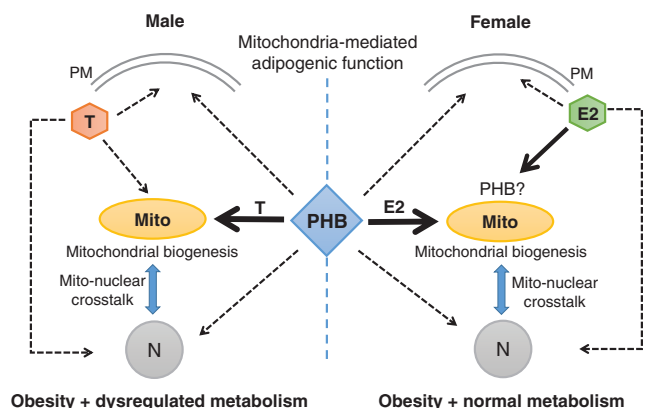 Male
Female
Mitochondria-mediated
adipogenic function
PM
PM
T
E2
PHB?
Mito
T
PHB
E2
Mito
Mitochondrial biogenesis
Mitochondrial biogenesis
Mito-nuclear
crosstalk
Mito-nuclear
crosstalk
N
N
Obesity + dysregulated metabolism
Obesity + normal metabolism